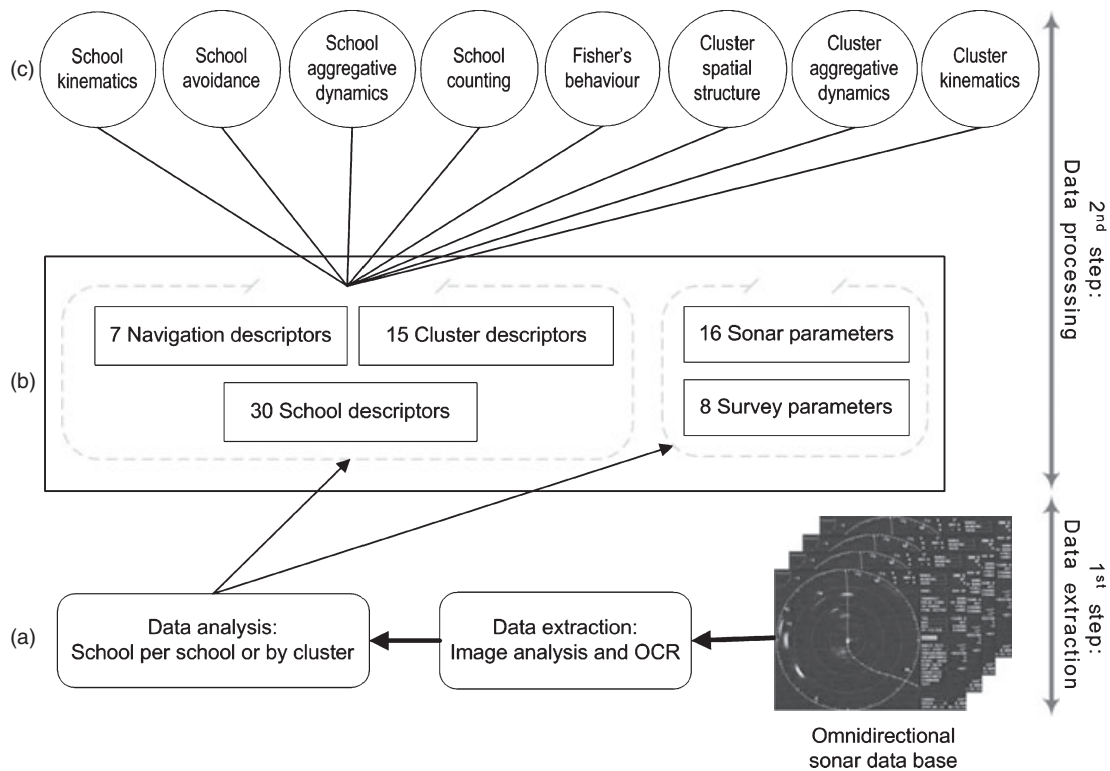 (c)
School
kinematics
School
avoidance
School
aggregative
dynamics
School
counting
Fisher's
behaviour
Cluster
spatial
structure
Cluster
aggregative
dynamics
Cluster
kinematics
2nd step:
Data processing
(b)
7 Navigation descriptors
15 Cluster descriptors
30 School descriptors
16 Sonar parameters
8 Survey parameters
1st step:
Data extraction
(a)
Data analysis:
School per school or by cluster
Data extraction:
Image analysis and OCR
Omnidirectional
sonar data base